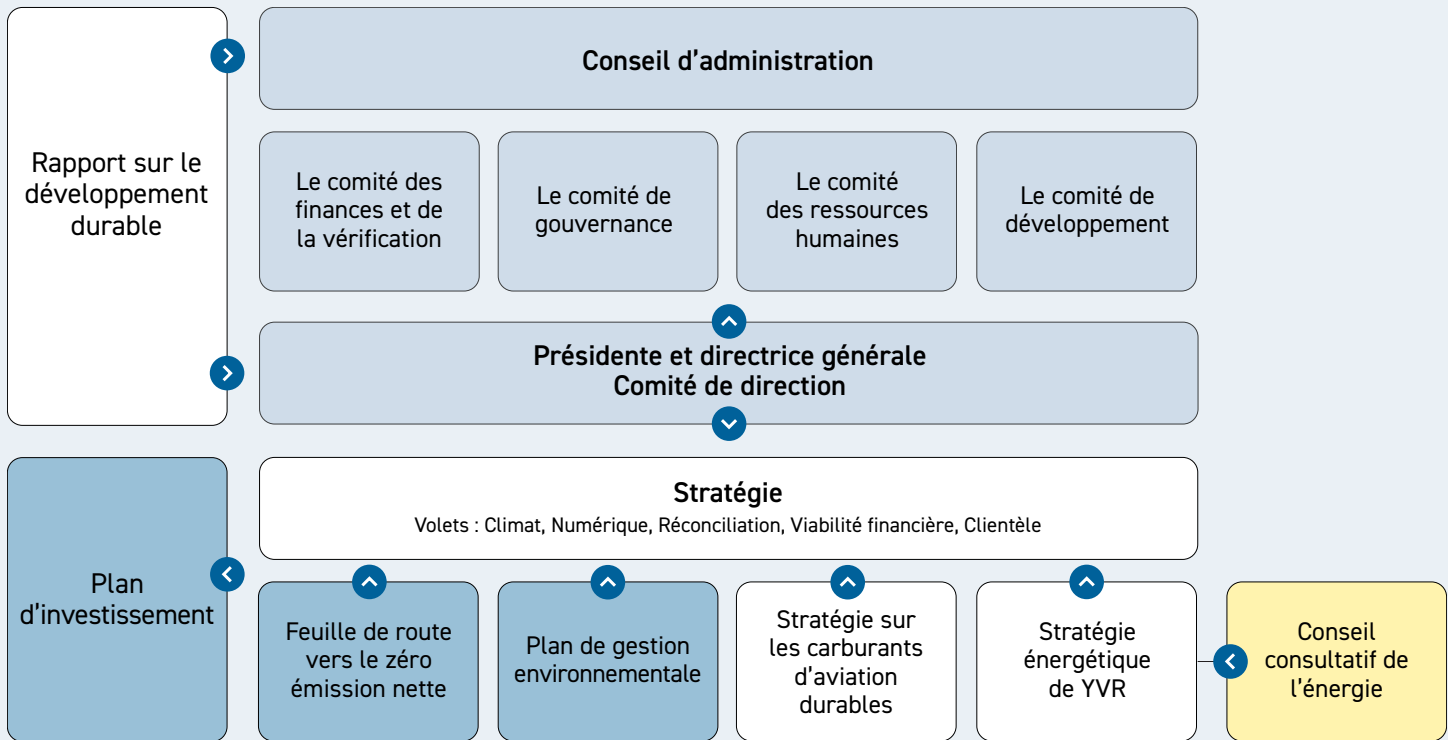 Rapport sur le
développement
durable
Conseil d’administration
Le comité des
finances et de
la vérification
Le comité de
gouvernance
Le comité
des ressources
humaines
Le comité de
développement
Présidente et directrice générale
Comité de direction
Plan
d’investissement
Stratégie
Volets : Climat, Numérique, Réconciliation, Viabilité financière, Clientèle
Feuille de route
vers le zéro
émission nette
Plan de gestion
environnementale
Stratégie sur
les carburants
d’aviation
durables
Stratégie
énergétique
de YVR
Conseil
consultatif de
l’énergie